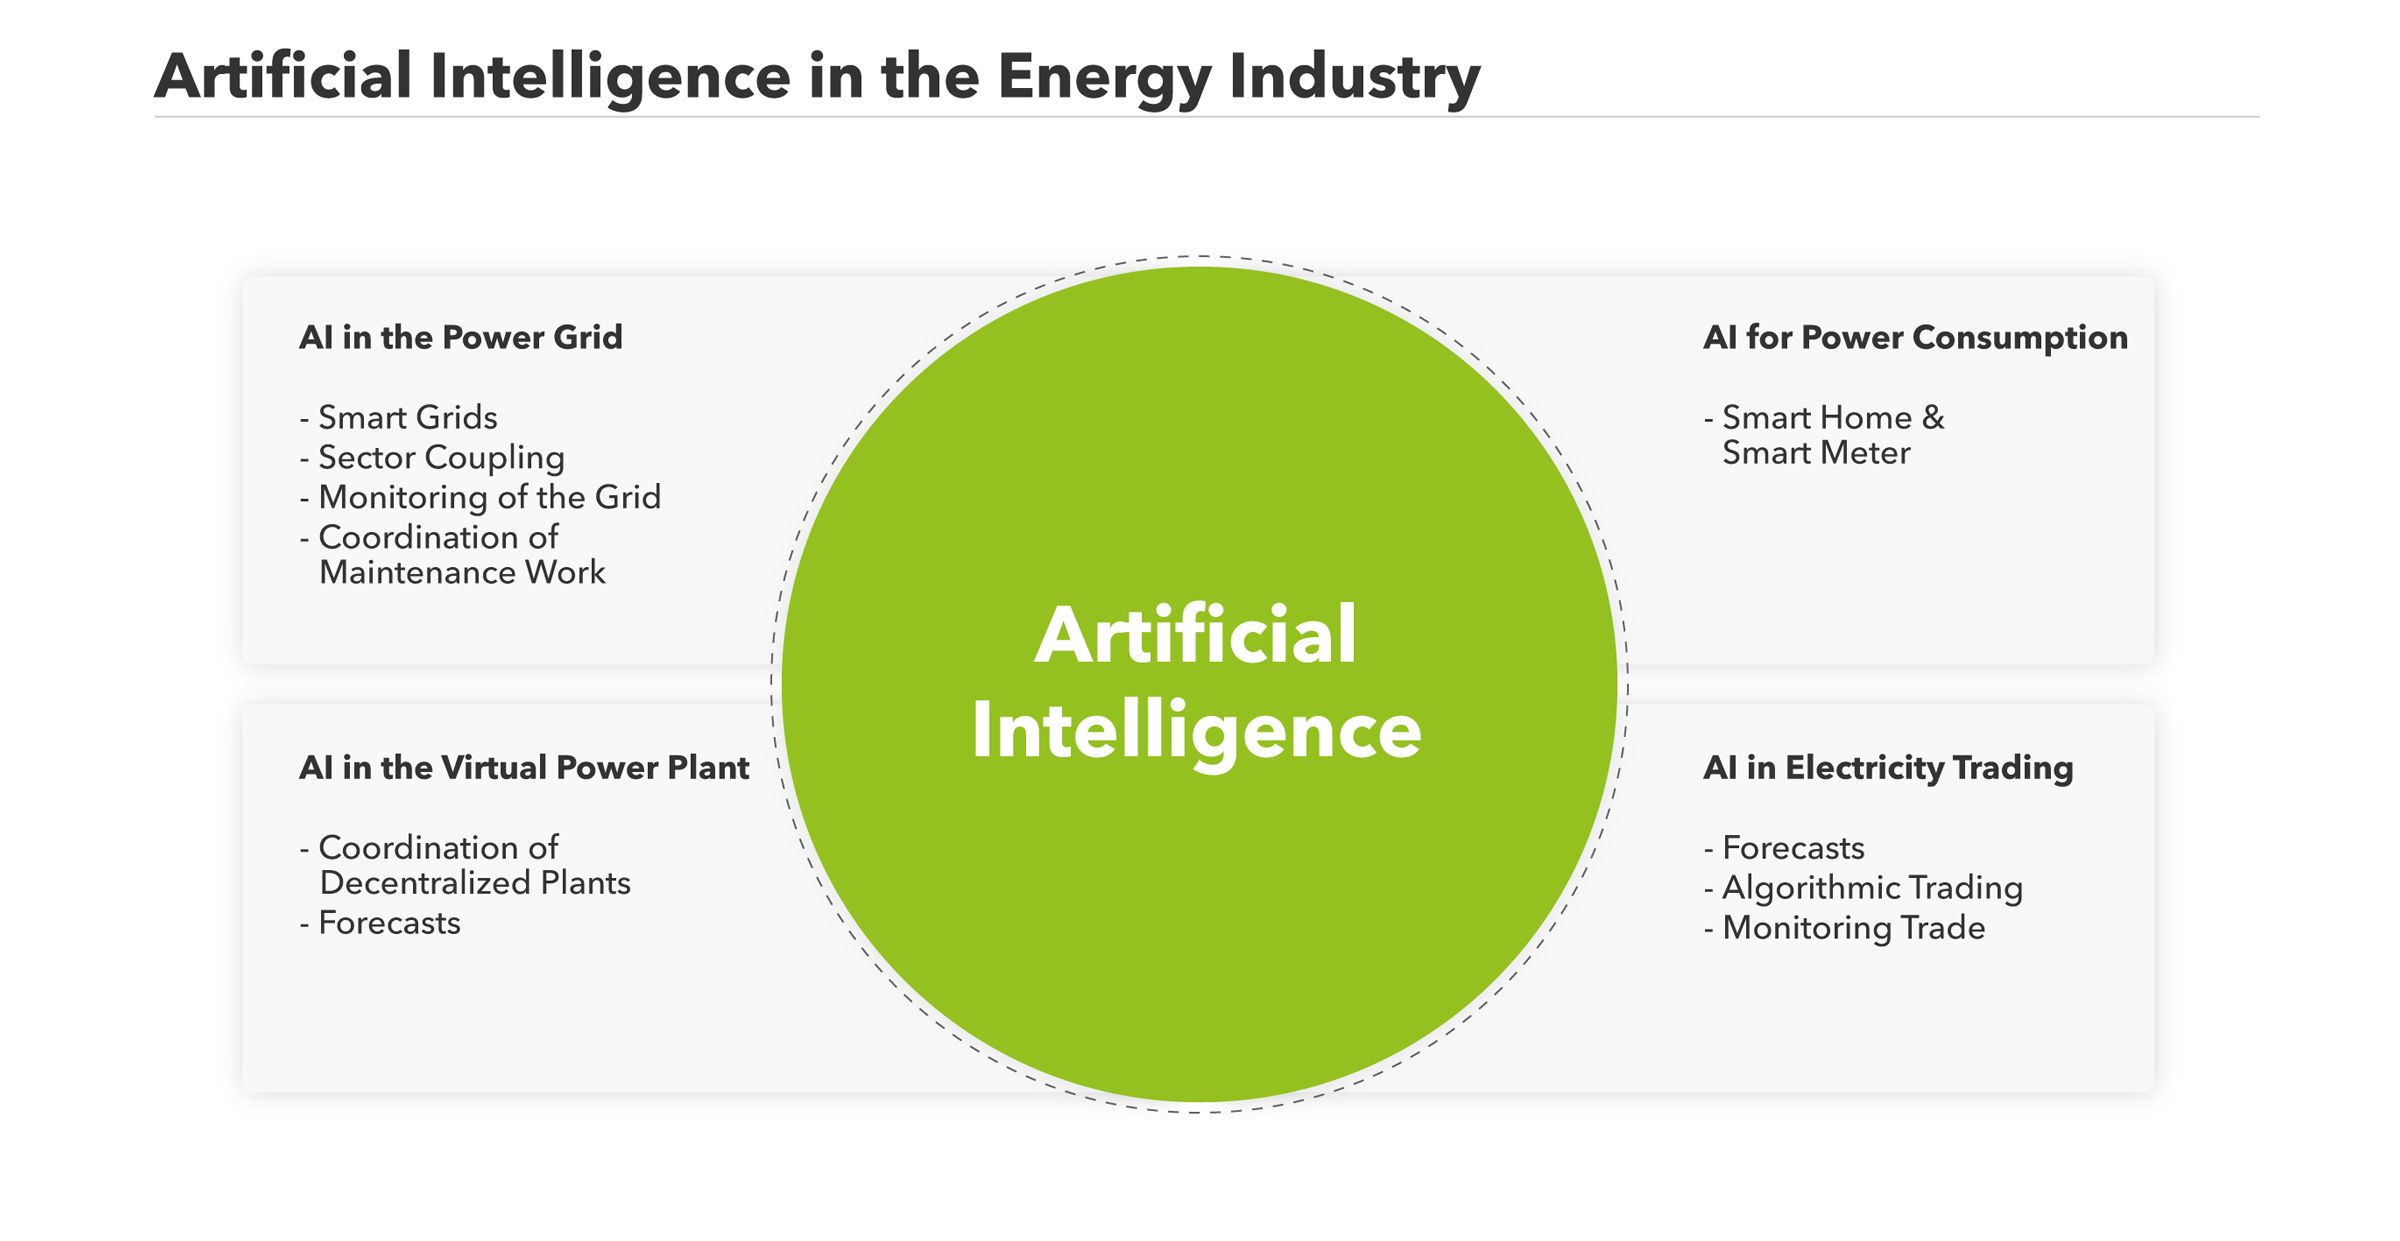 Artificial Intelligence in the Energy Industry
AI in the Power Grid
- Smart Grids
- Sector Coupling
- Monitoring of the Grid
- Coordination of
Maintenance Work
AI for Power Consumption
- Smart Home &
Smart Meter
Artificial
Intelligence
AI in the Virtual Power Plant
- Coordination of
Decentralized Plants
- Forecasts
AI in Electricity Trading
- Forecasts
- Algorithmic Trading
- Monitoring Trade